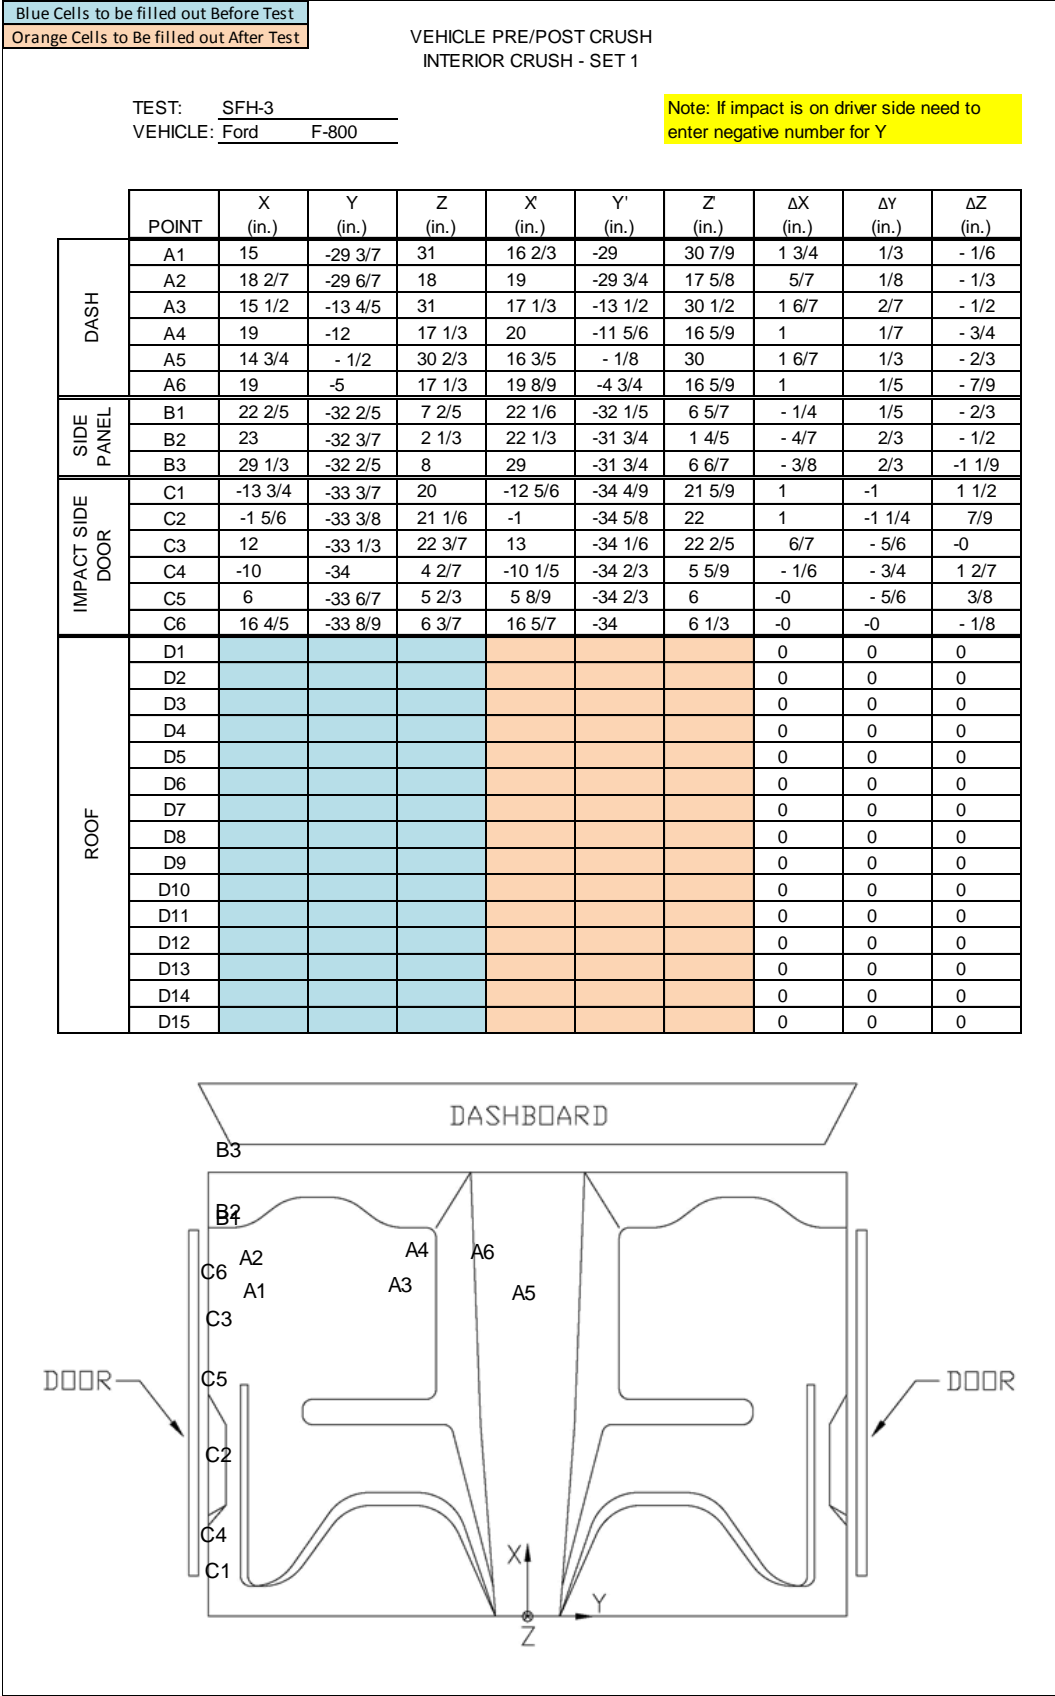 Blue Cells to be filled out Before Test
Orange Cells to Be filled out After Test
VEHICLE PRE/POST CRUSH
INTERIOR CRUSH - SET 1
TEST: SFH-3
VEHICLE: Ford F-800
Note: If impact is on driver side need to
enter negative number for Y
X Y Z X' Y' Z' ΔX ΔY ΔZ
POINT (in.) (in.) (in.) (in.) (in.) (in.) (in.) (in.) (in.)
DASH
A1 15 -29 3/7 31 16 2/3 -29 30 7/9 1 3/4 1/3 - 1/6
A2 18 2/7 -29 6/7 18 19 -29 3/4 17 5/8 5/7 1/8 - 1/3
A3 15 1/2 -13 4/5 31 17 1/3 -13 1/2 30 1/2 1 6/7 2/7 - 1/2
A4 19 -12 17 1/3 20 -11 5/6 16 5/9 1 1/7 - 3/4
A5 14 3/4 - 1/2 30 2/3 16 3/5 - 1/8 30 1 6/7 1/3 - 2/3
A6 19 -5 17 1/3 19 8/9 -4 3/4 16 5/9 1 1/5 - 7/9
SIDE
PANEL
B1 22 2/5 -32 2/5 7 2/5 22 1/6 -32 1/5 6 5/7 - 1/4 1/5 - 2/3
B2 23 -32 3/7 2 1/3 22 1/3 -31 3/4 1 4/5 - 4/7 2/3 - 1/2
B3 29 1/3 -32 2/5 8 29 -31 3/4 6 6/7 - 3/8 2/3 -1 1/9
IMPACT SIDE
DOOR
C1 -13 3/4 -33 3/7 20 -12 5/6 -34 4/9 21 5/9 1 -1 1 1/2
C2 -1 5/6 -33 3/8 21 1/6 -1 -34 5/8 22 1 -1 1/4 7/9
C3 12 -33 1/3 22 3/7 13 -34 1/6 22 2/5 6/7 - 5/6 -0
C4 -10 -34 4 2/7 -10 1/5 -34 2/3 5 5/9 - 1/6 - 3/4 1 2/7
C5 6 -33 6/7 5 2/3 5 8/9 -34 2/3 6 -0 - 5/6 3/8
C6 16 4/5 -33 8/9 6 3/7 16 5/7 -34 6 1/3 -0 -0 - 1/8
ROOF
D1 0 0 0
D2 0 0 0
D3 0 0 0
D4 0 0 0
D5 0 0 0
D6 0 0 0
D7 0 0 0
D8 0 0 0
D9 0 0 0
D10 0 0 0
D11 0 0 0
D12 0 0 0
D13 0 0 0
D14 0 0 0
D15 0 0 0
DASHBOARD
B3
B2
B1
A4
A6
A2
C6
A1
A3
A5
C3
DOOR
C5
DOOR
C2
C4
X
C1
Y
Z